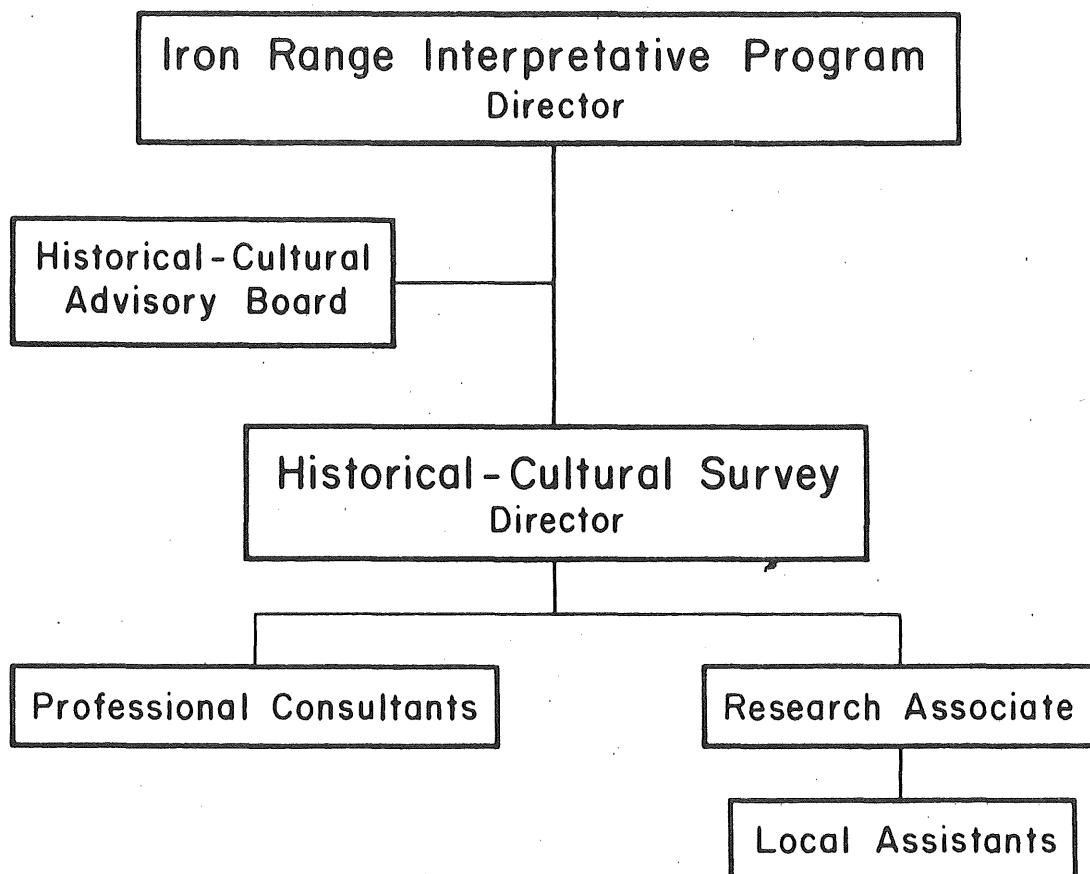 Iron Range Interpretative Program
Director
Historical-Cultural
Advisory Board
Historical-Cultural Survey
Director
Professional Consultants
Research Associate
Local Assistants